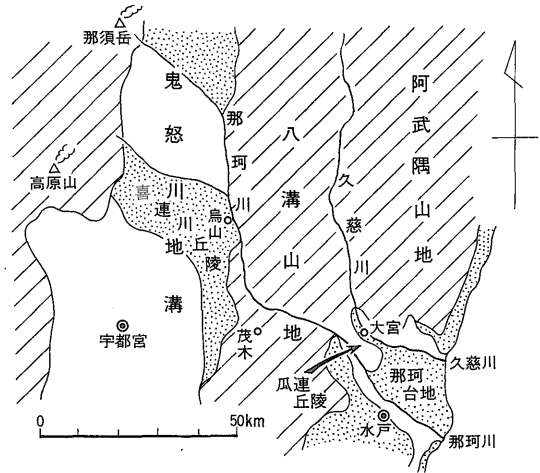 那須岳
高原山
鬼怒川地溝
喜連川丘陵
那珂川
烏山
八溝山地
久慈川
阿武隈山地
宇都宮
茂木
大宮
久慈川
瓜連
丘陵
那珂
台地
水戸
那珂川
0
50km